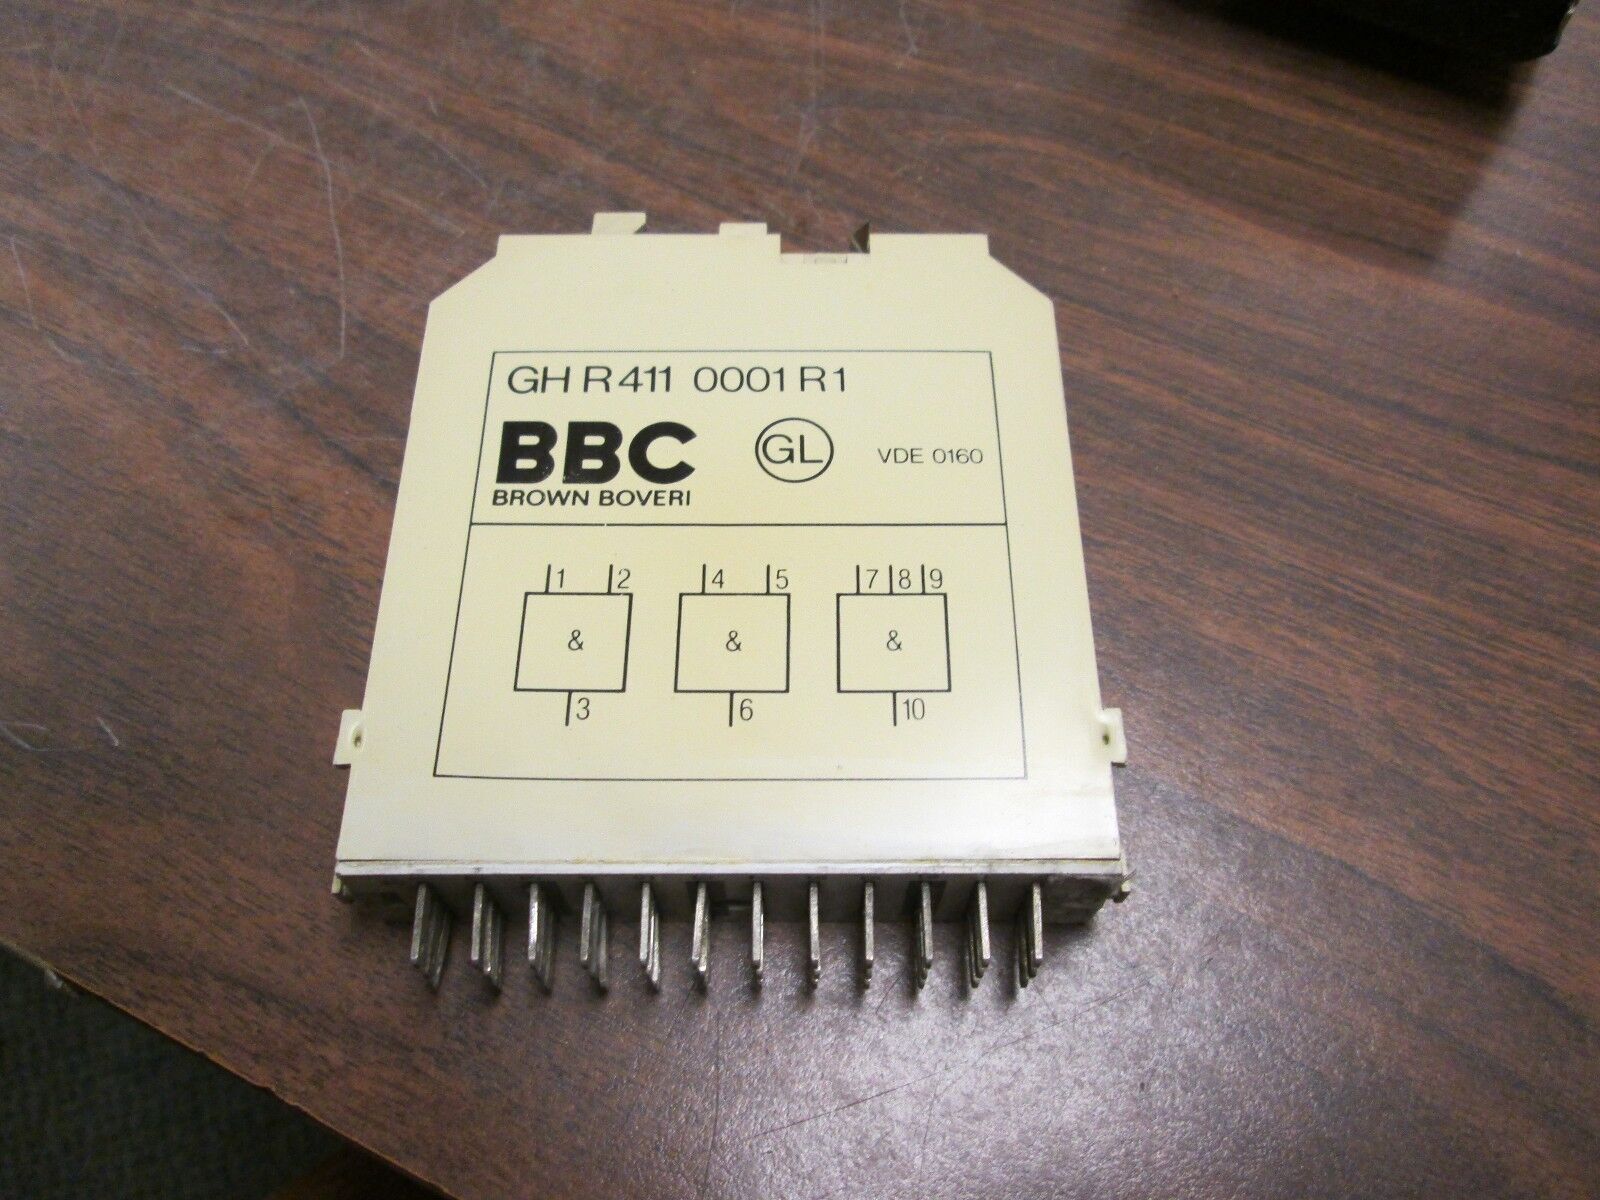 GH R411 0001 R1
BBC GL VDE 0160
BROWN BOVERI
1 2 4 5 7 8 9
& & &
3 6 10